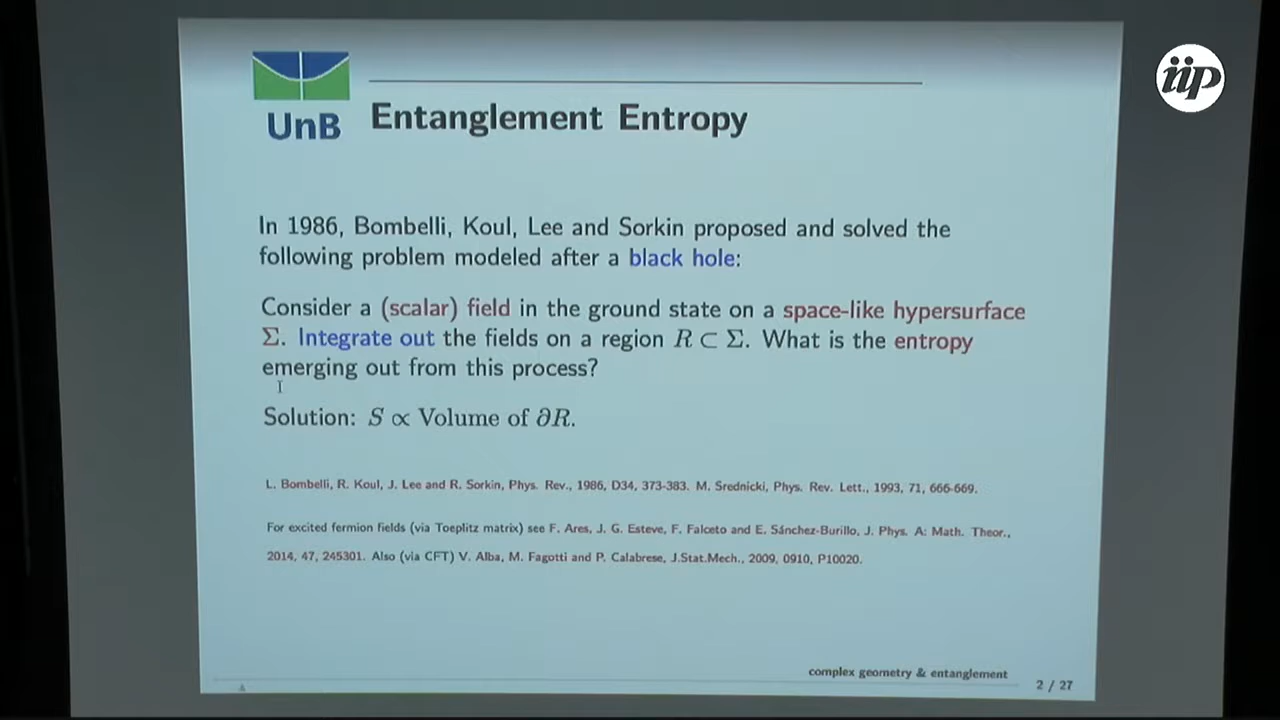 iip
UnB
Entanglement Entropy
In 1986, Bombelli, Koul, Lee and Sorkin proposed and solved the
following problem modeled after a black hole:
Consider a (scalar) field in the ground state on a space-like hypersurface
Σ. Integrate out the fields on a region R ⊂ Σ. What is the entropy
emerging out from this process?
Solution: S ∝ Volume of ∂R.
L. Bombelli, R. Koul, J. Lee and R. Sorkin, Phys. Rev., 1986, D34, 373-383. M. Srednicki, Phys. Rev. Lett., 1993, 71, 666-669.
For excited fermion fields (via Toeplitz matrix) see F. Ares, J. G. Esteve, F. Falceto and E. Sánchez-Burillo, J. Phys. A: Math. Theor.,
2014, 47, 245301. Also (via CFT) V. Alba, M. Fagotti and P. Calabrese, J.Stat.Mech., 2009, 0910, P10020.
complex geometry & entanglement
2 / 27